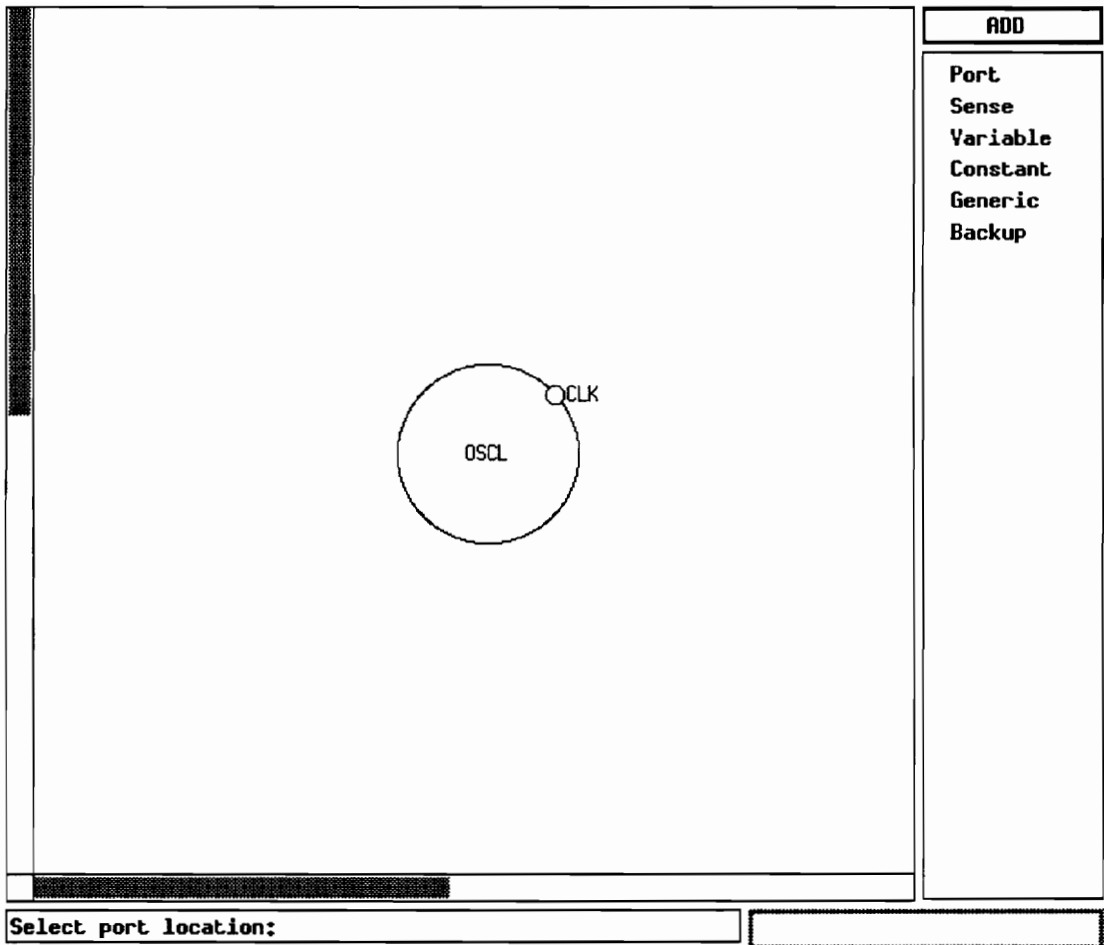 ADD
Port
Sense
Variable
Constant
Generic
Backup
CLK
OSCL
Select port location: